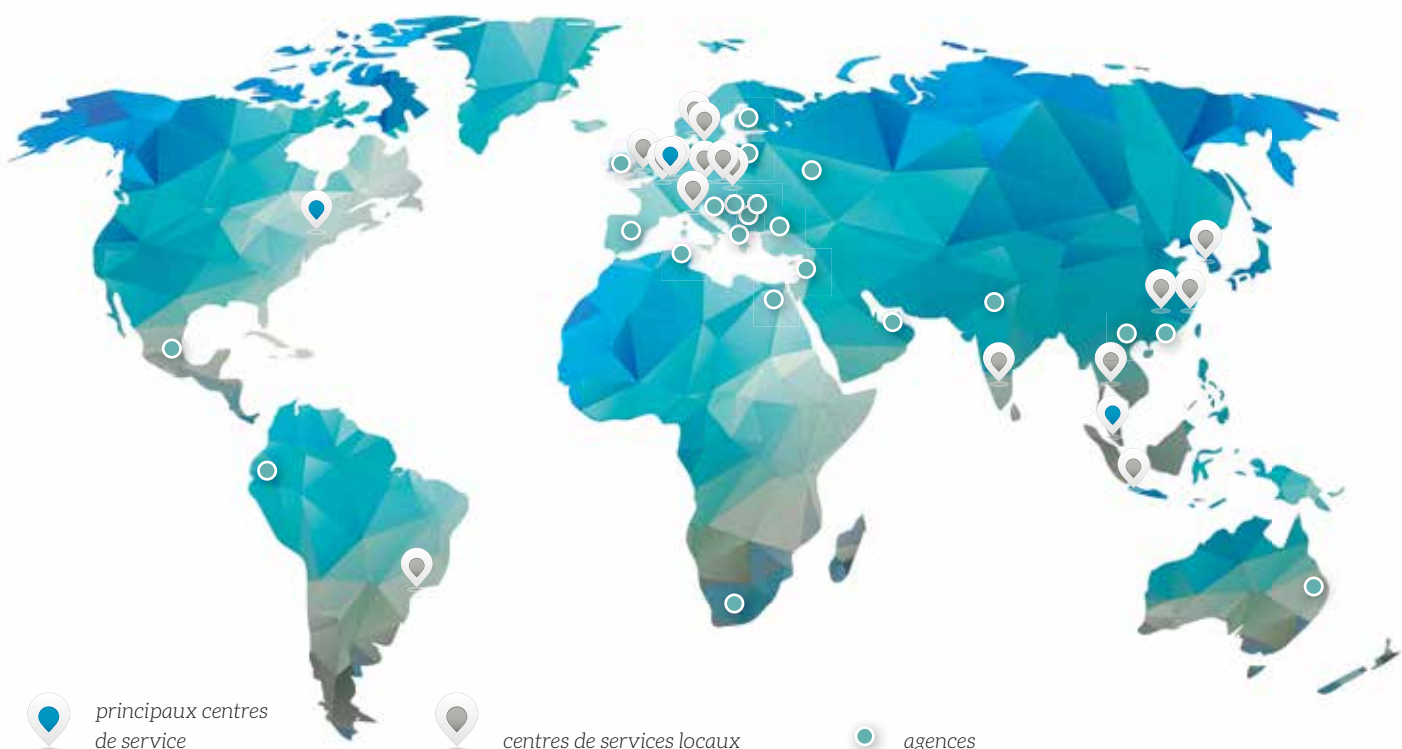 principaux centres
de service
centres de services locaux
agences